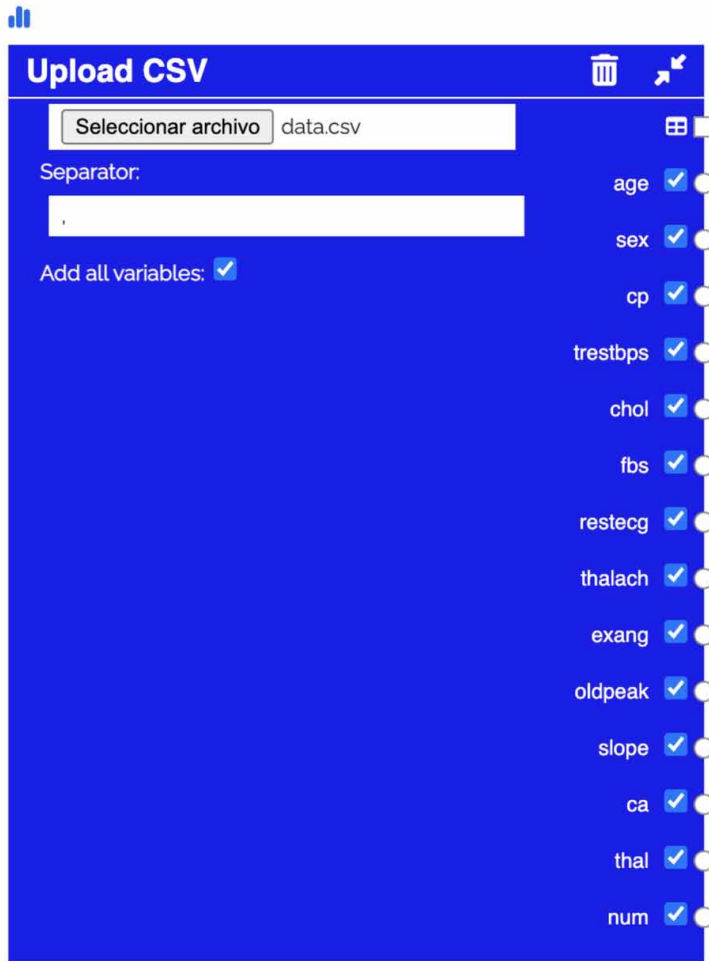 Upload CSV
Seleccionar archivo data.csv
Separator:
age
,
sex
Add all variables:
cp
trestbps
chol
fbs
restecg
thalach
exang
oldpeak
slope
ca
thal
num